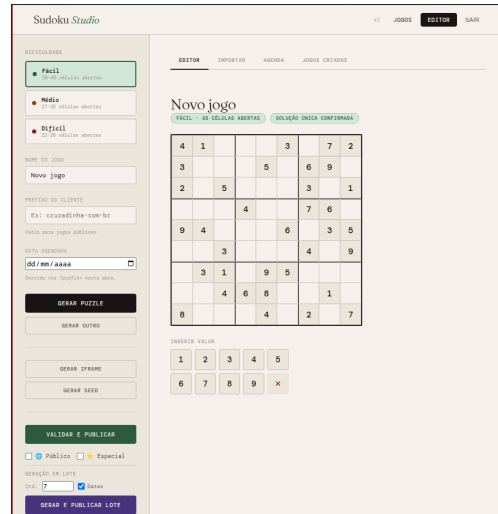 Sudoku Studio
v3 JOGOS EDITOR SAIR
DIFICULDADE
Fácil
Médio
27-35 células abertas
Difícil
22-26 células abertas
NOME DO JOGO
Novo jogo
PREFIXO DO CLIENTE
Ex: cruzadinha-com-br
Vazio para jogos públicos.
DATA AGENDADA
dd/mm/aaaa
nesta data.
GERAR PUZZLE
GERAR OUTRO
GERAR IFRAME
GERAR SEED
VALIDAR E PUBLICAR
Público Especial
GERAÇÃO EM LOTE
Qtd. 7 Datas
GERAR E PUBLICAR LOTE
EDITOR IMPORTAR AGENDA JOGOS CRIADOS
Novo jogo
FÁCIL · 45 CÉLULAS ABERTAS SOLUÇÃO ÚNICA CONFIRMADA
4 1 3 7 2
3 5 6 9
2 5 3 1
4 7 6
9 4 6 3 5
3 4 9
3 1 9 5
4 6 8 1
8 4 2 7
INSERIR VALOR
1 2 3 4 5
6 7 8 9 ×